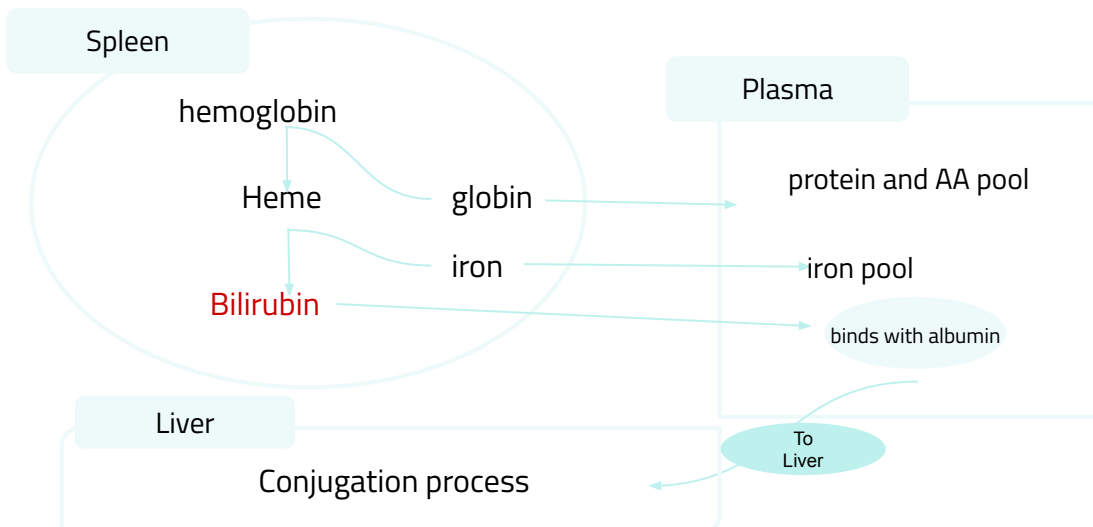 Spleen
hemoglobin
Heme
globin
iron
Bilirubin
Plasma
protein and AA pool
iron pool
binds with albumin
To
Liver
Liver
Conjugation process